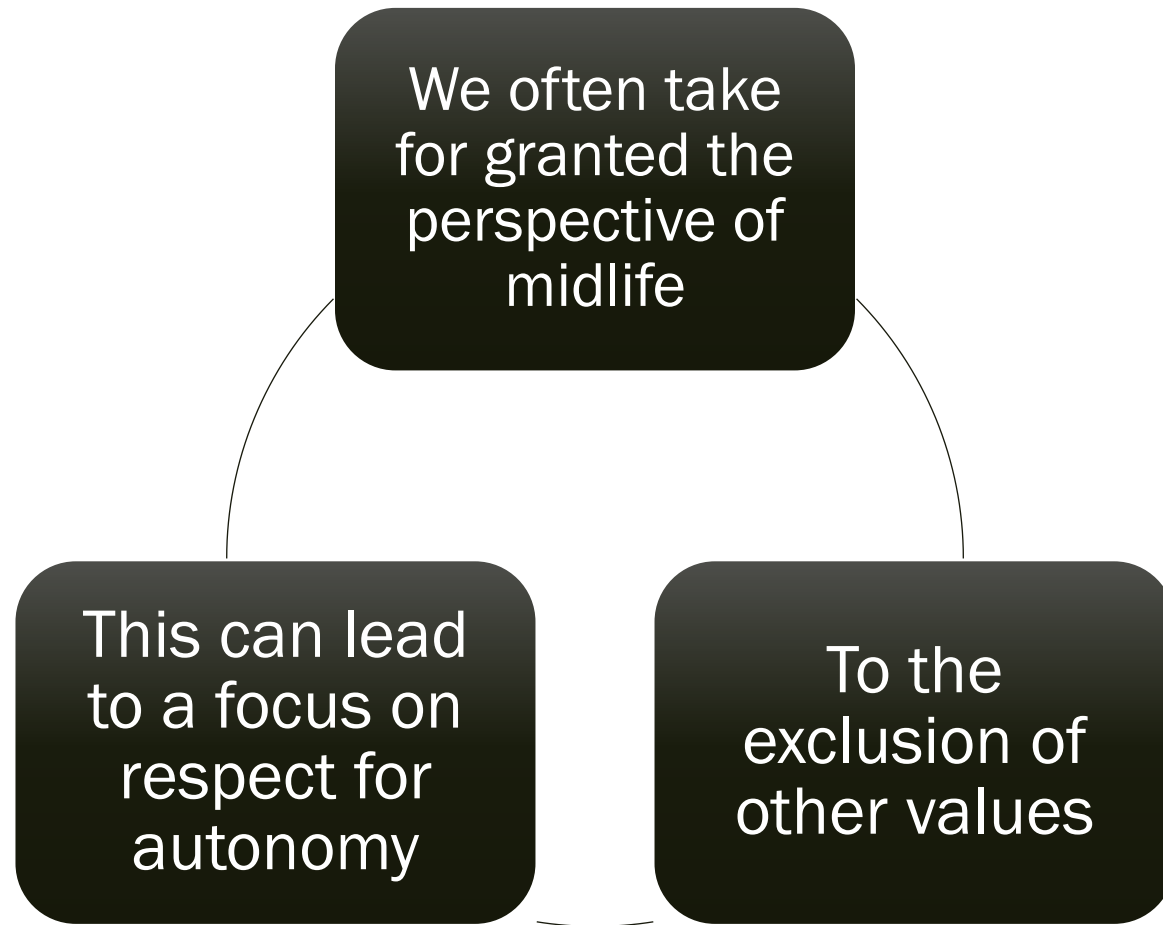 We often take
for granted the
perspective of
midlife
This can lead
to a focus on
respect for
autonomy
To the
exclusion of
other values